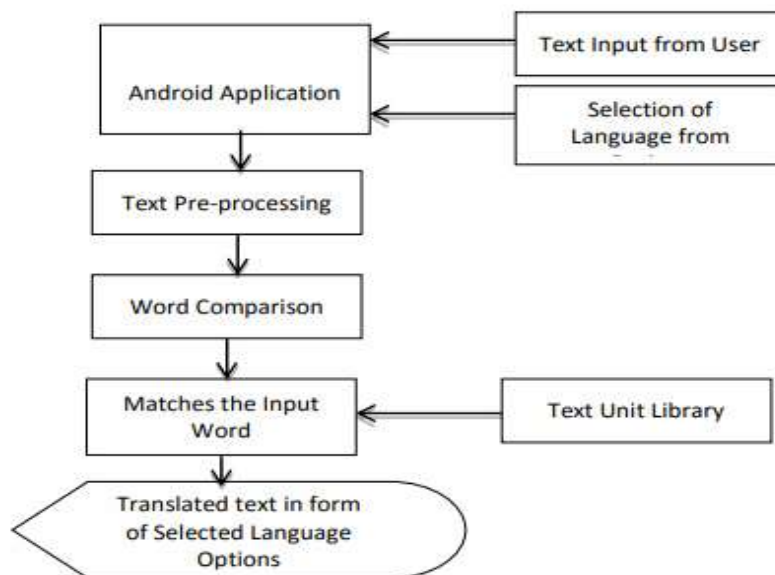 Text Input from User
Android Application
Selection of
Language from
Text Pre-processing
Word Comparison
Matches the Input
Word
Text Unit Library
Translated text in form
of Selected Language
Options